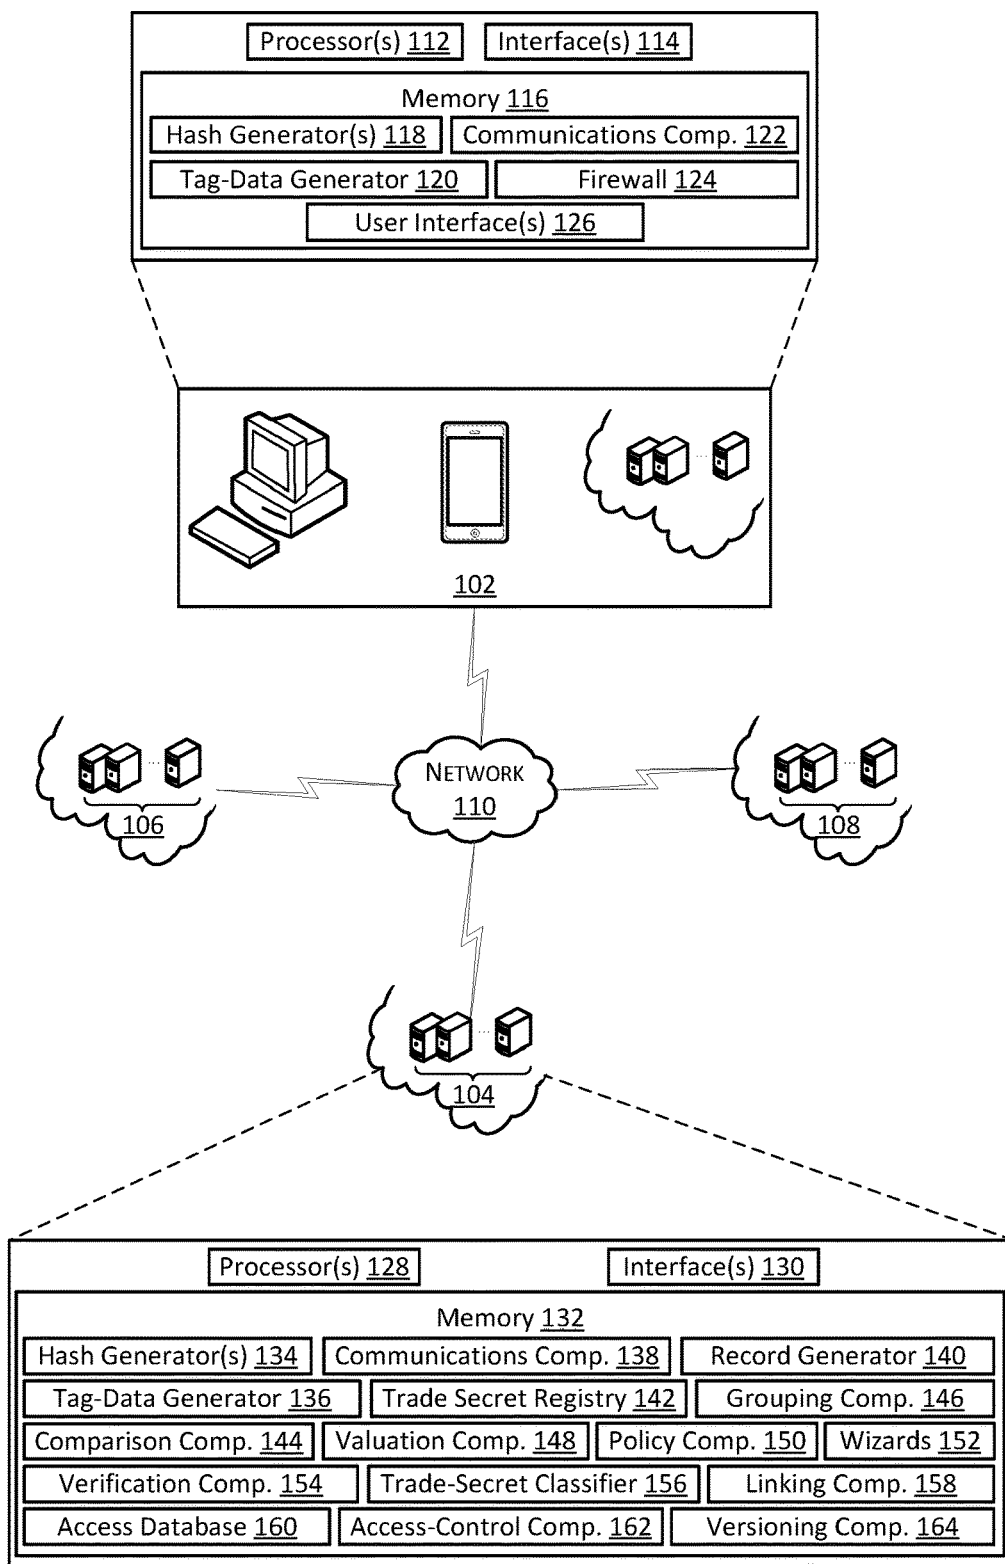 Processor(s) 112 Interface(s) 114
Memory 116
Hash Generator(s) 118 Communications Comp. 122
Tag-Data Generator 120 Firewall 124
User Interface(s) 126
102
NETWORK
110
106
108
104
Processor(s) 128 Interface(s) 130
Memory 132
Hash Generator(s) 134 Communications Comp. 138 Record Generator 140
Tag-Data Generator 136 Trade Secret Registry 142 Grouping Comp. 146
Comparison Comp. 144 Valuation Comp. 148 Policy Comp. 150 Wizards 152
Verification Comp. 154 Trade-Secret Classifier 156 Linking Comp. 158
Access Database 160 Access-Control Comp. 162 Versioning Comp. 164